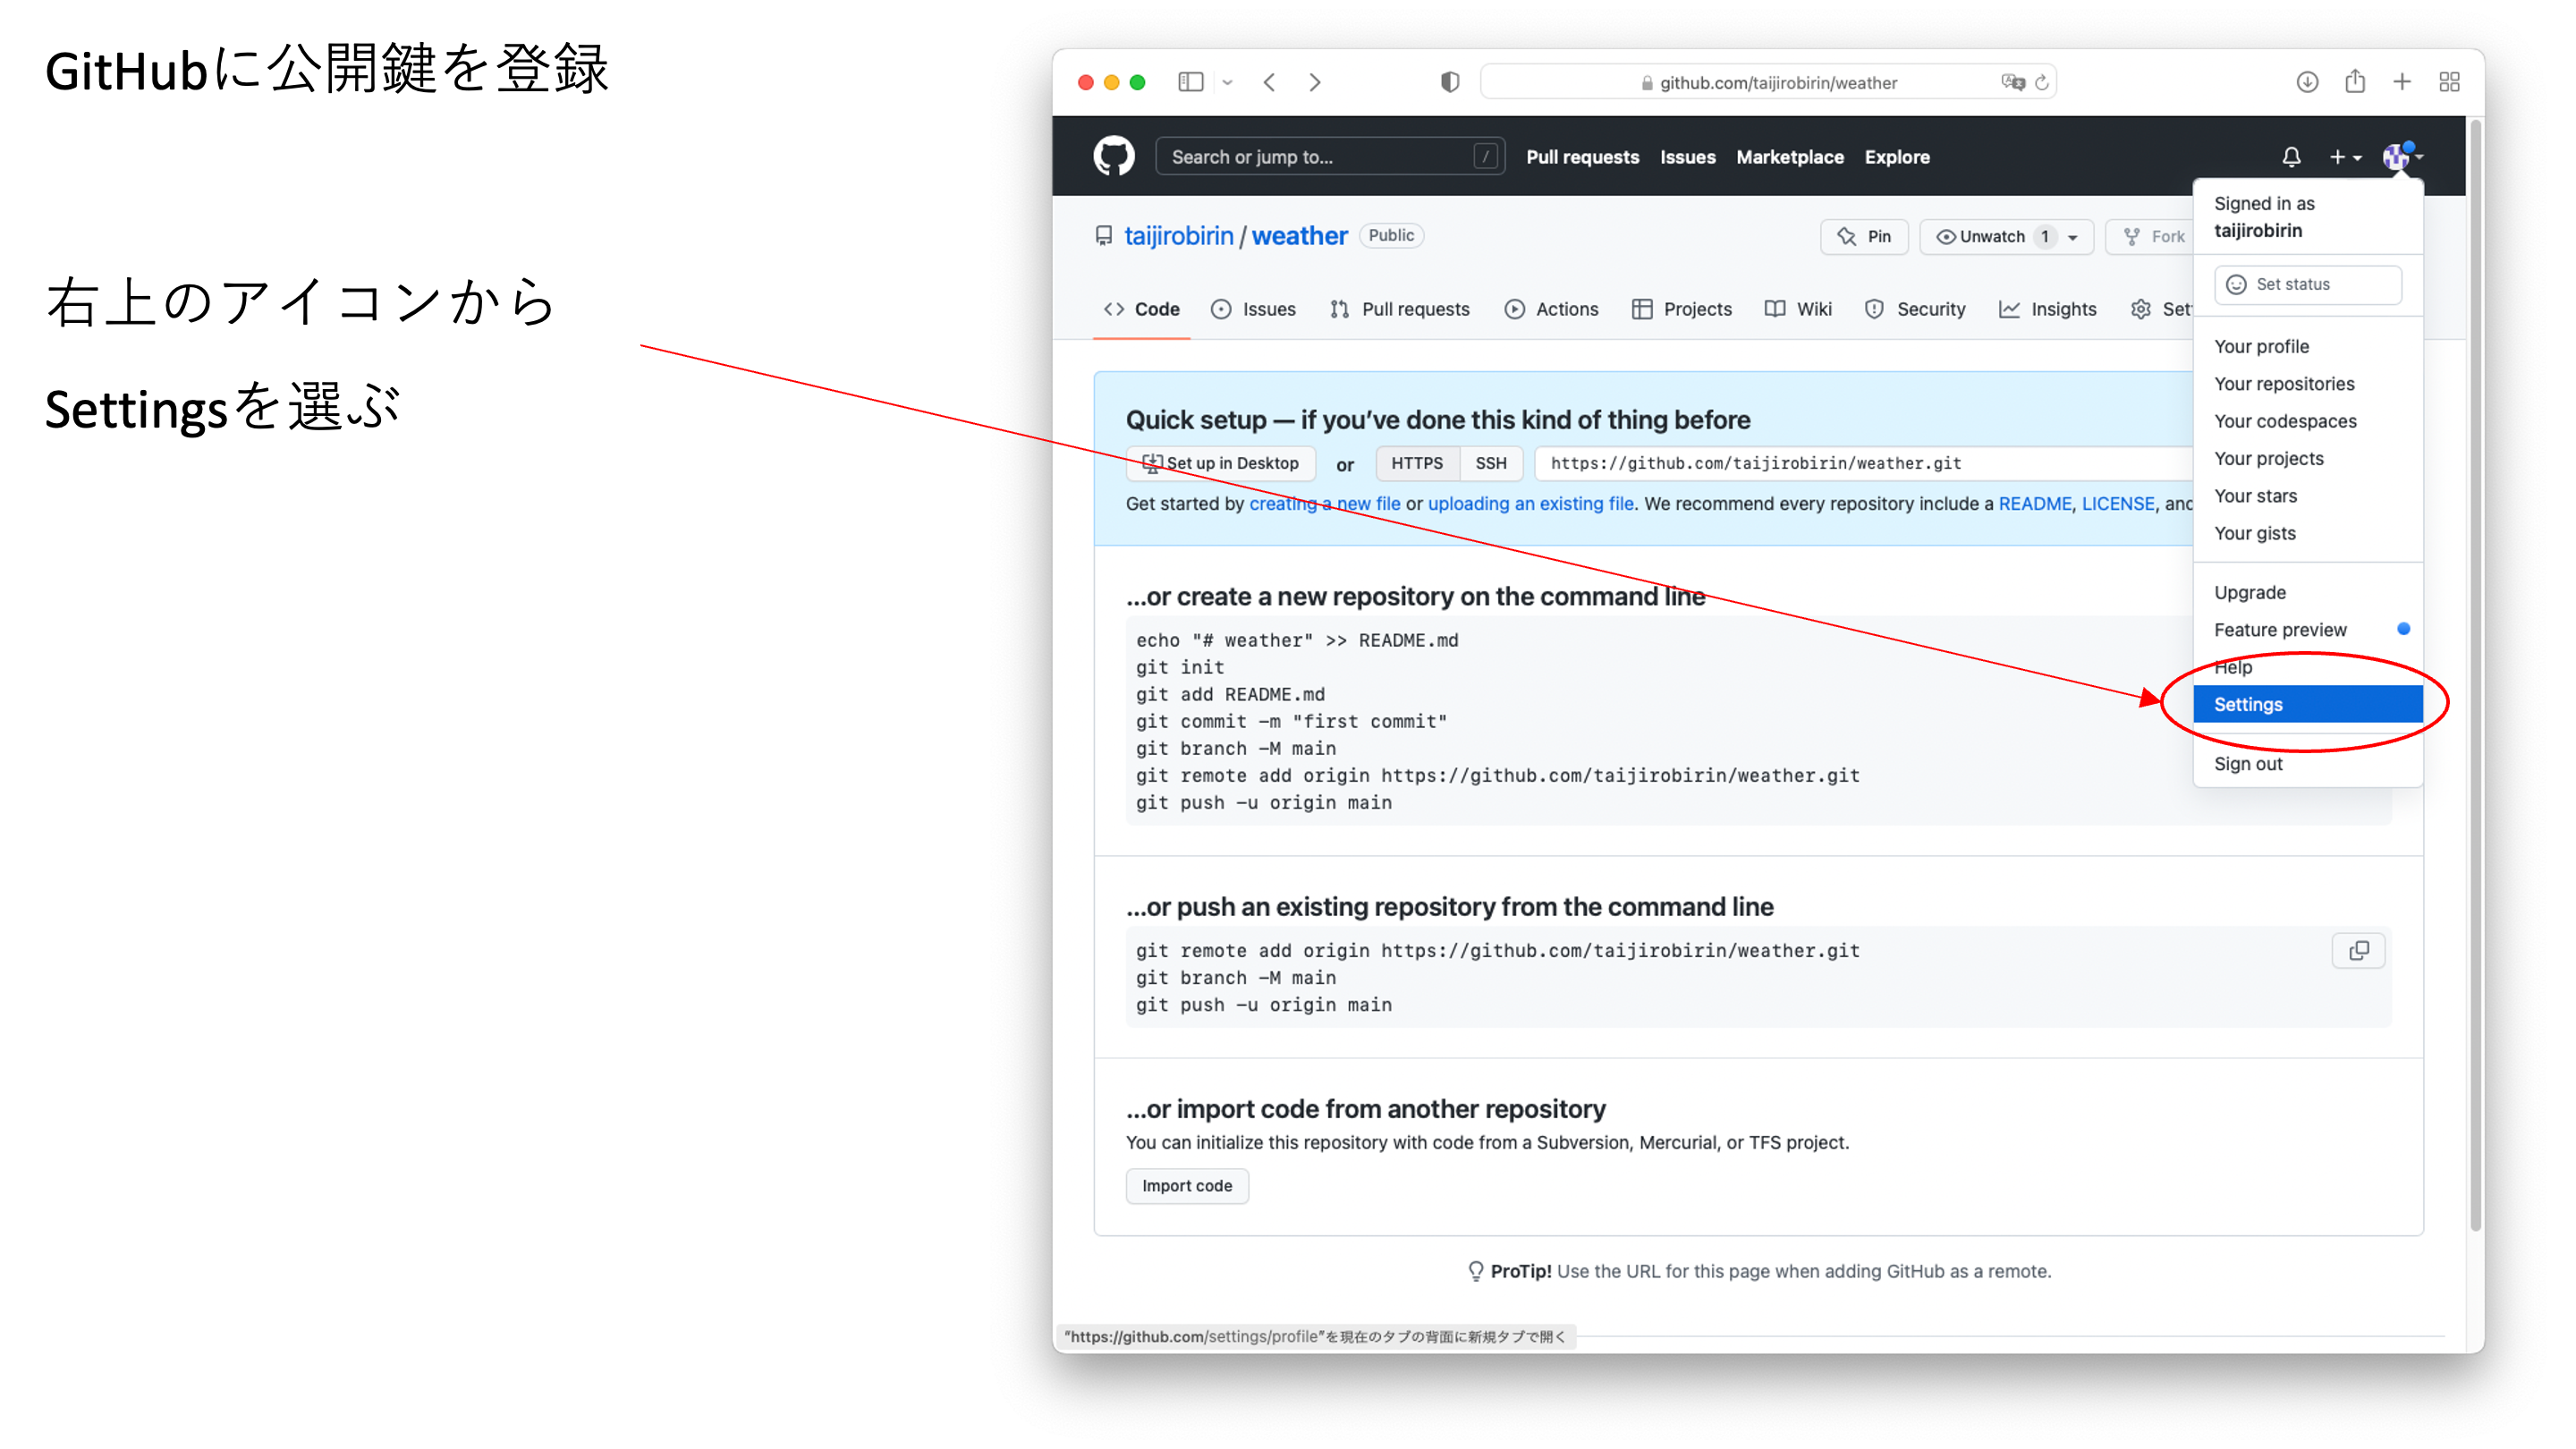 GitHubに公開鍵を登録
右上のアイコンから
Settingsを選ぶ
github.com/taijirobirin/weather
Search or jump to...
/
Pull requests
Issues
Marketplace
Explore
taijirobirin / weather
Public
Pin
Unwatch 1
Fork
Code
Issues
Pull requests
Actions
Projects
Wiki
Security
Insights
Set
Signed in as
taijirobirin
Set status
Your profile
Your repositories
Your codespaces
Your projects
Your stars
Your gists
Upgrade
Feature preview
Help
Settings
Sign out
Quick setup — if you’ve done this kind of thing before
Set up in Desktop
or
HTTPS
SSH
https://github.com/taijirobirin/weather.git
Get started by creating a new file or uploading an existing file. We recommend every repository include a README, LICENSE, and
…or create a new repository on the command line
echo "# weather" >> README.md
git init
git add README.md
git commit -m "first commit"
git branch -M main
git remote add origin https://github.com/taijirobirin/weather.git
git push -u origin main
…or push an existing repository from the command line
git remote add origin https://github.com/taijirobirin/weather.git
git branch -M main
git push -u origin main
…or import code from another repository
You can initialize this repository with code from a Subversion, Mercurial, or TFS project.
Import code
ProTip! Use the URL for this page when adding GitHub as a remote.
“https://github.com/settings/profile”を現在のタブの背面に新規タブで開く